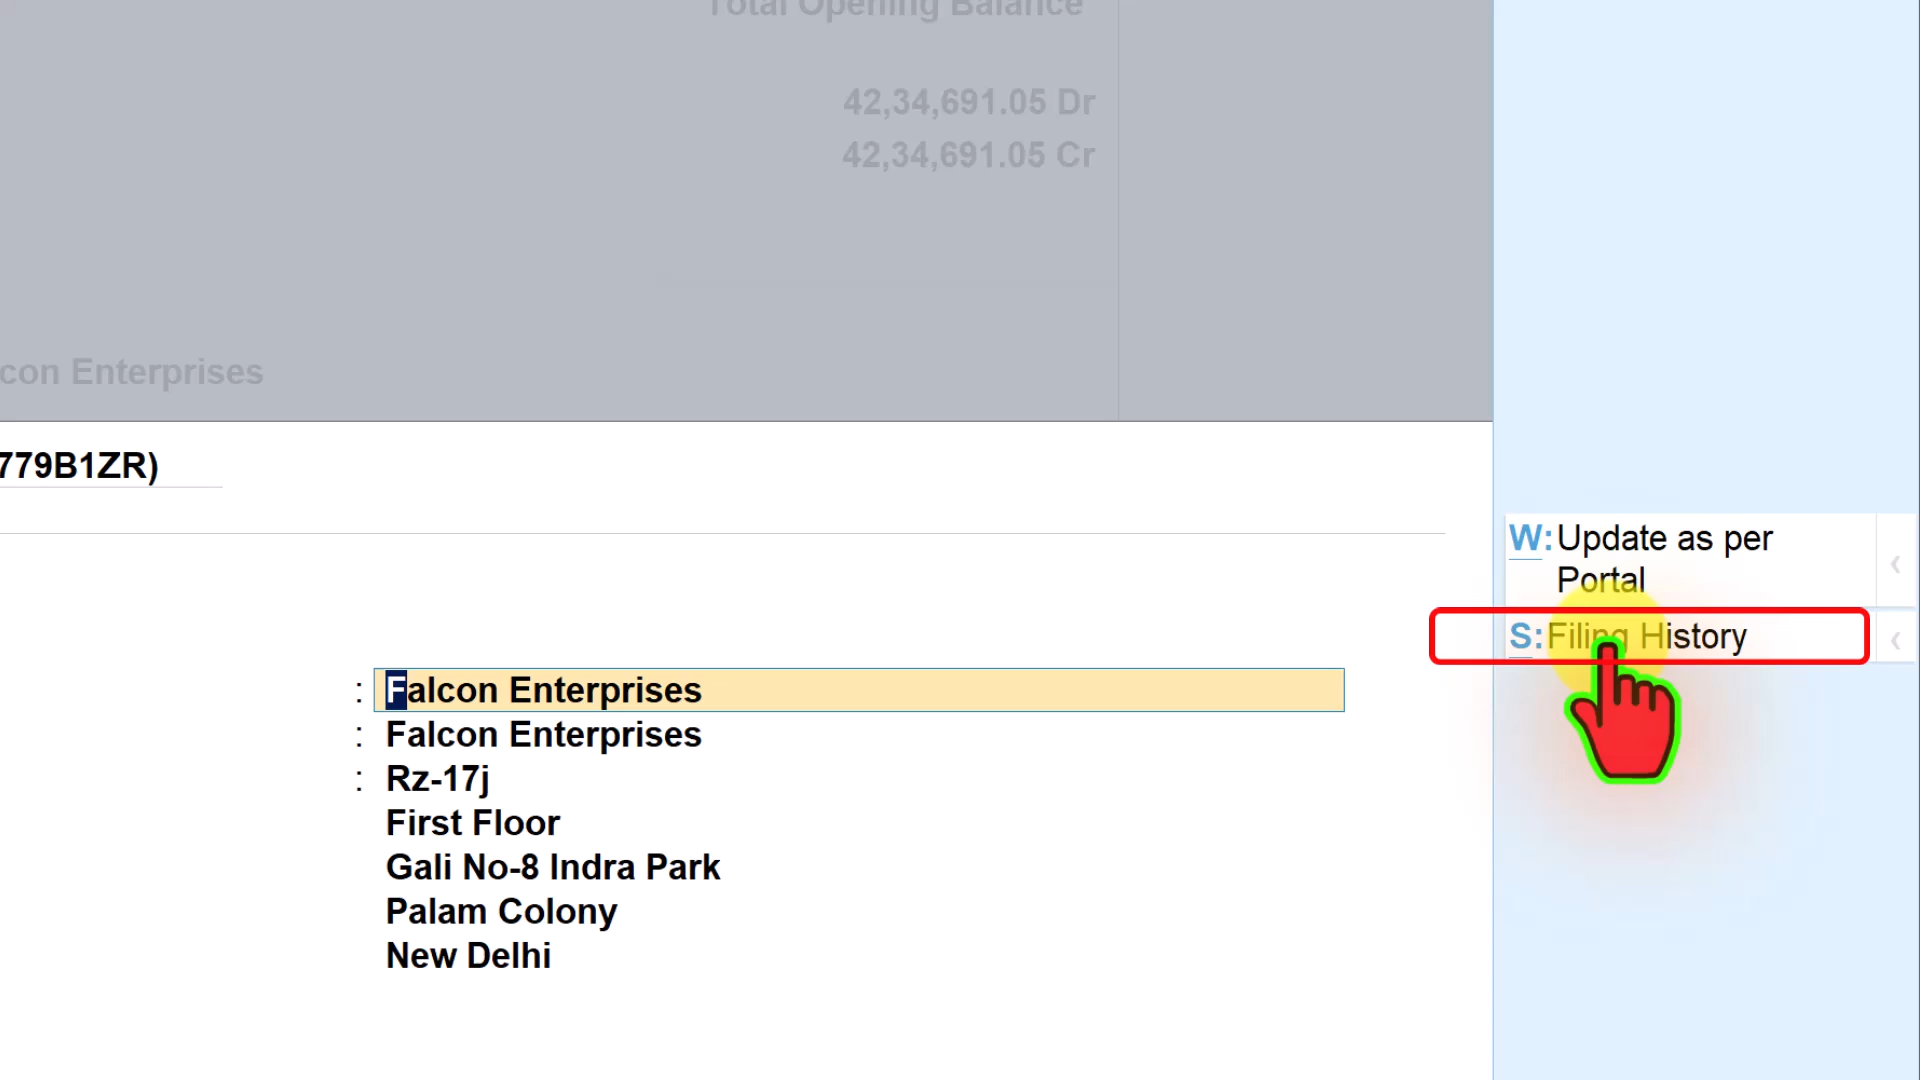 Total Opening Balance
42,34,691.05 Dr
42,34,691.05 Cr
con Enterprises
779B1ZR)
W:Update as per
Portal
S:Filing History
: Falcon Enterprises
: Falcon Enterprises
: Rz-17j
First Floor
Gali No-8 Indra Park
Palam Colony
New Delhi